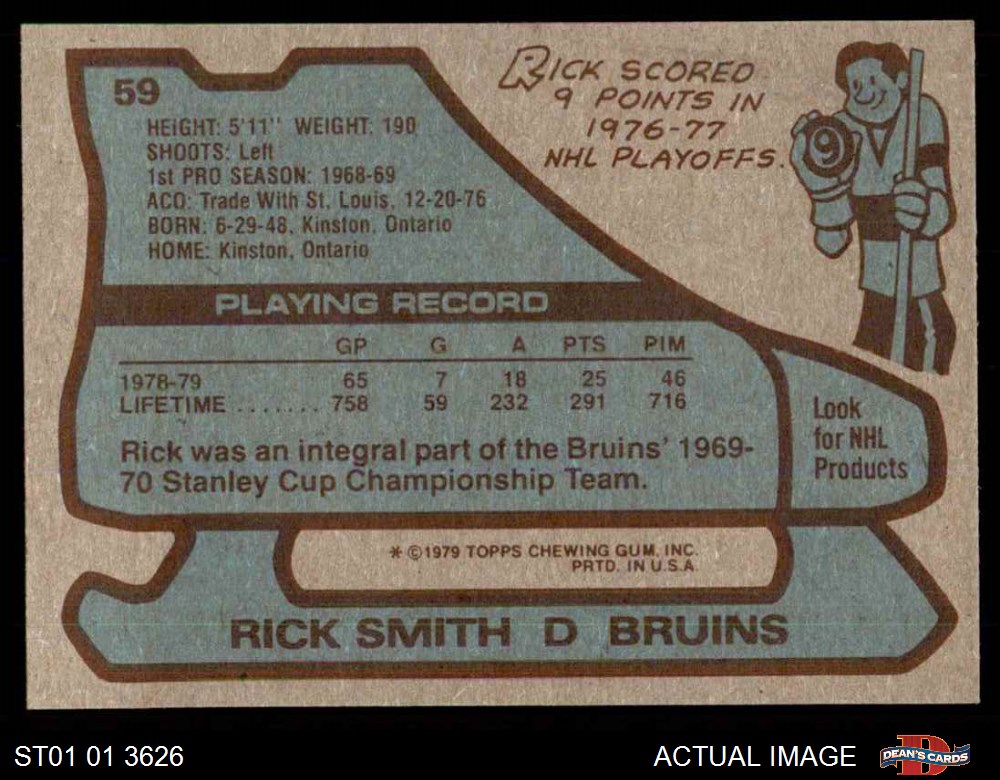 59
HEIGHT: 5'11" WEIGHT: 190
SHOOTS: Left
1st PRO SEASON: 1968-69
ACQ: Trade With St. Louis, 12-20-76
BORN: 6-29-48, Kinston, Ontario
HOME: Kinston, Ontario
RICK SCORED
9 POINTS IN
1976-77
NHL PLAYOFFS.
9
PLAYING RECORD
GP G A PTS PIM
1978-79 65 7 18 25 46
LIFETIME ....... 758 59 232 291 716
Rick was an integral part of the Bruins' 1969-
70 Stanley Cup Championship Team.
Look
for NHL
Products
* ©1979 TOPPS CHEWING GUM, INC.
PRTD. IN U.S.A.
RICK SMITH D BRUINS
ST01 01 3626
ACTUAL IMAGE
DEAN'S CARDS